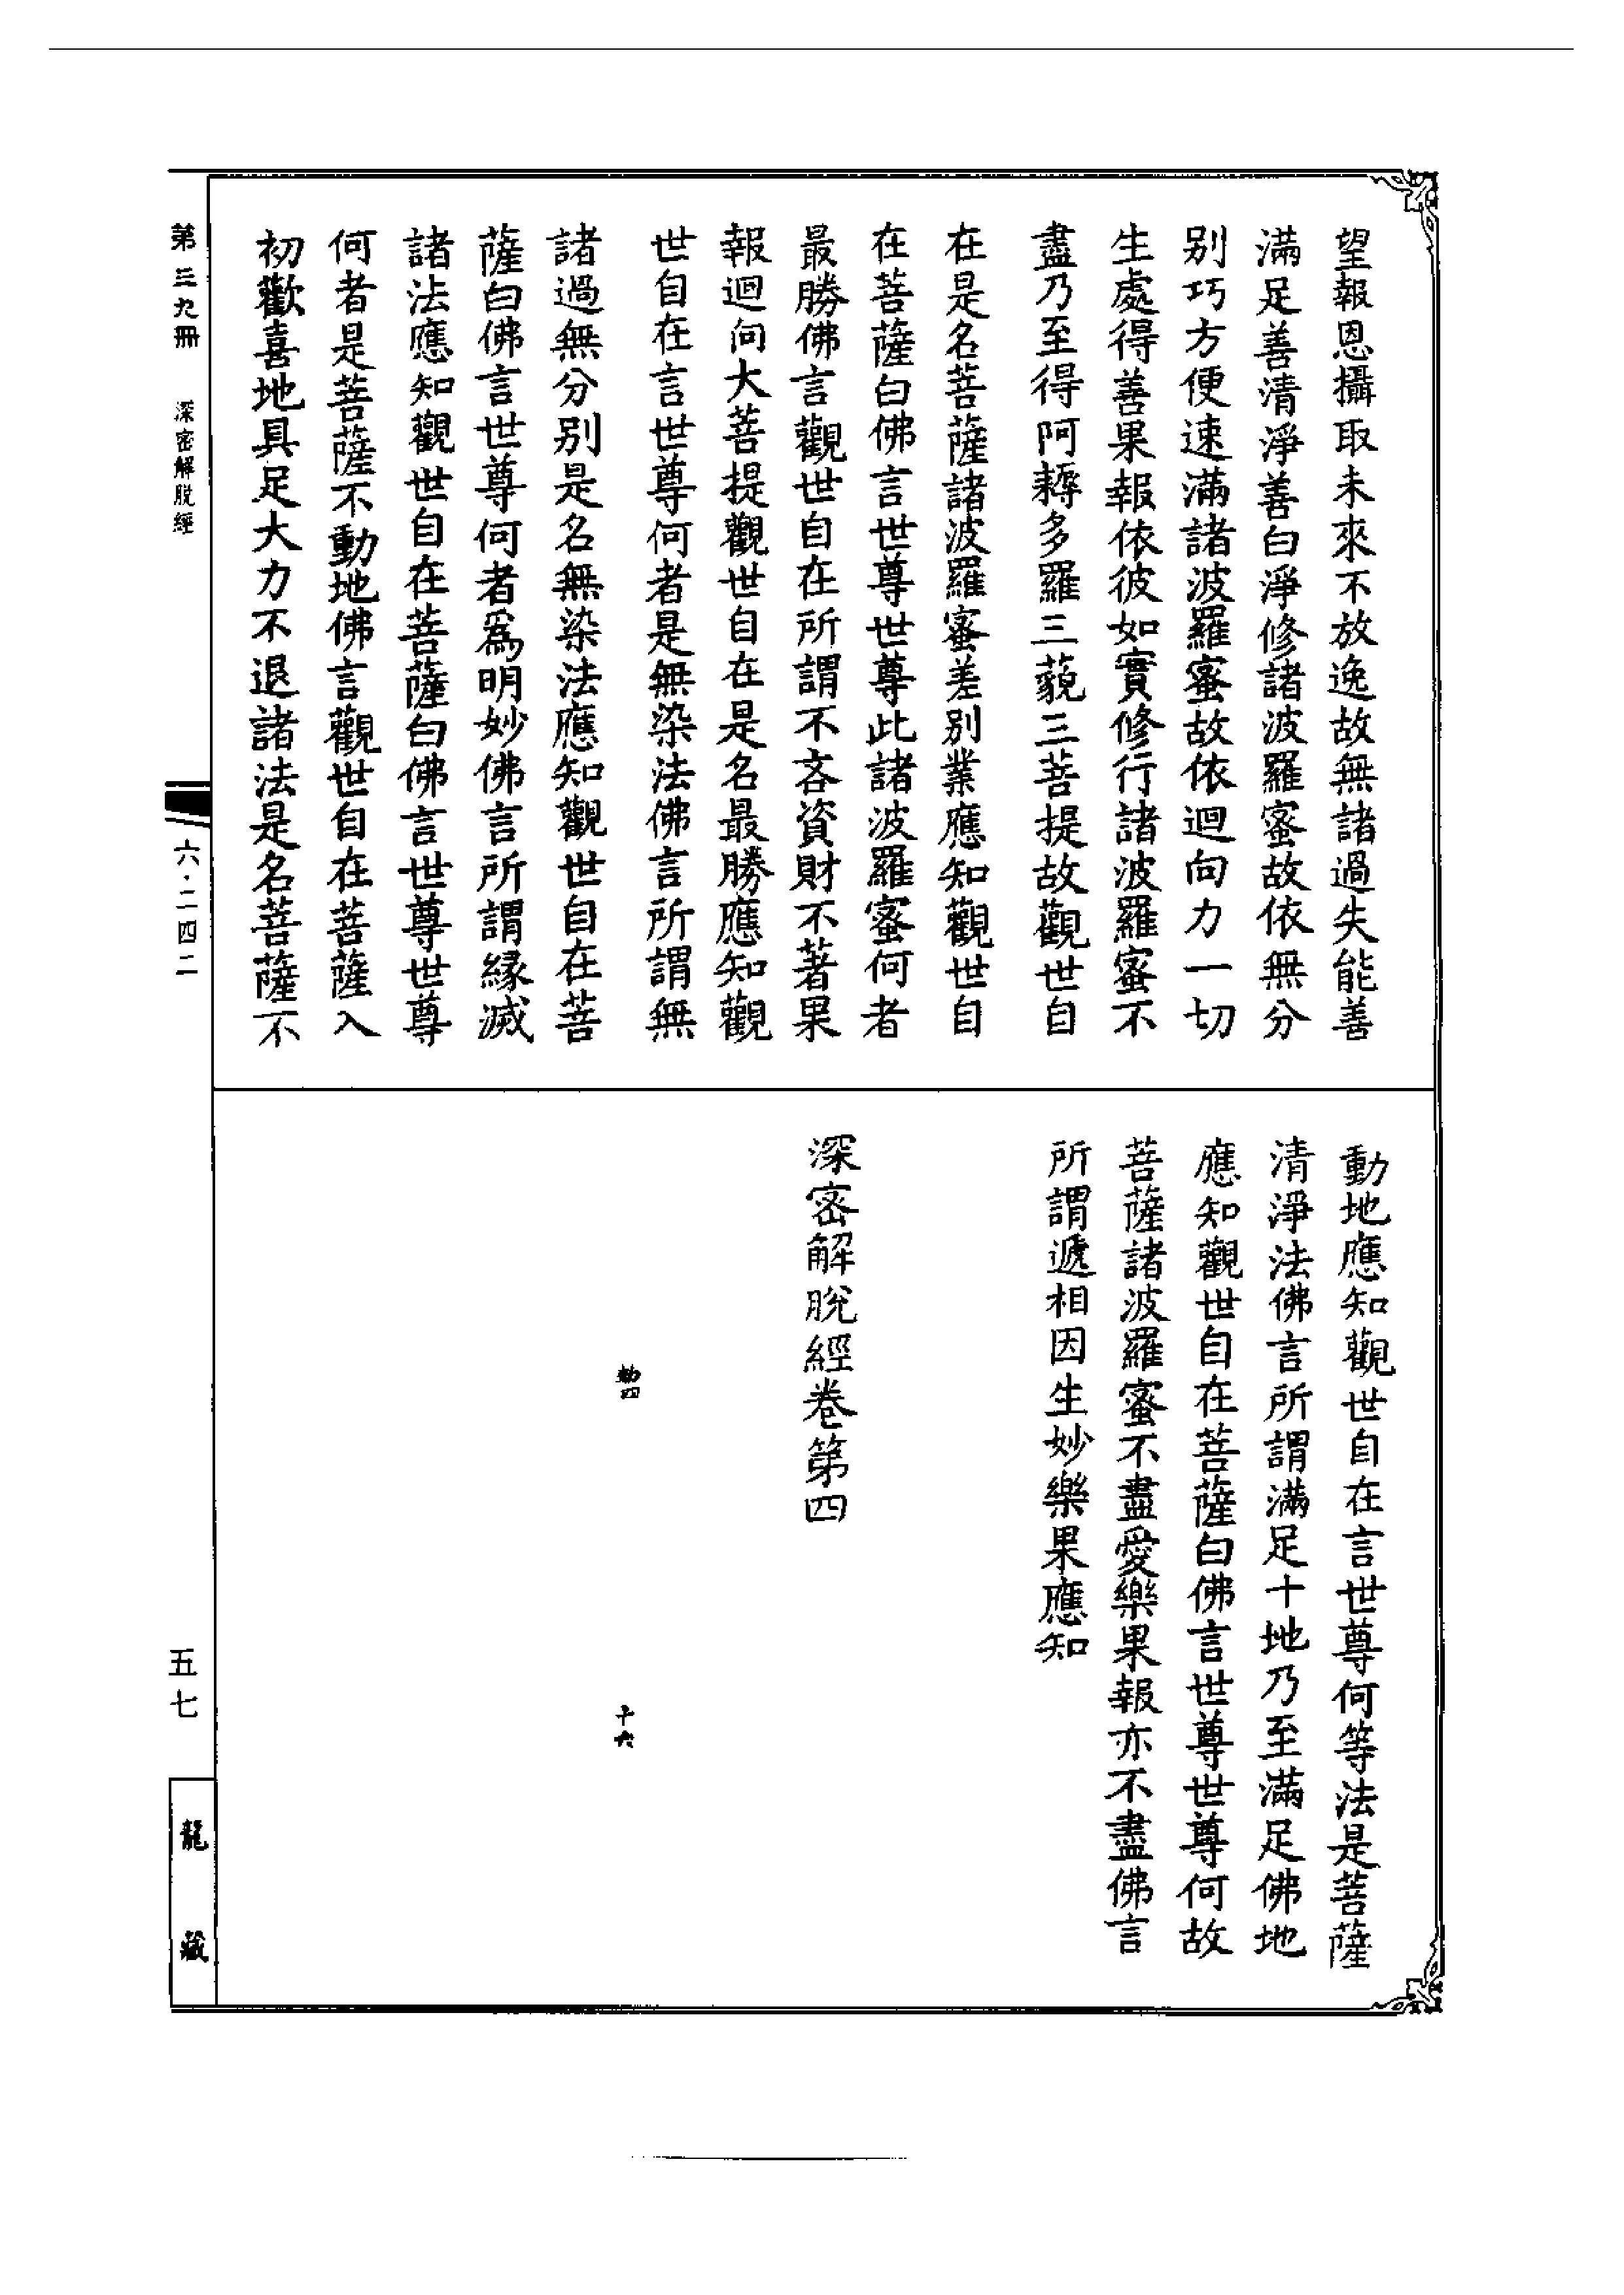 望報恩攝取未來不放逸故無諸過失能善
滿足善清淨善白淨修諸波羅蜜故依無分
別巧方便速滿諸波羅蜜故依迴向力一切
生處得善果報依彼如實修行諸波羅蜜不
盡乃至得阿耨多羅三藐三菩提故觀世自
在是名菩薩諸波羅蜜差別業應知觀世自
在菩薩白佛言世尊世尊此諸波羅蜜何者
最勝佛言觀世自在所謂不吝資財不著果
報迴向大菩提觀世自在是名最勝應知觀
世自在言世尊何者是無染法佛言所謂無
諸過無分別是名無染法應知觀世自在菩
薩白佛言世尊何者爲明妙佛言所謂緣滅
諸法應知觀世自在菩薩白佛言世尊世尊
何者是菩薩不動地佛言觀世自在菩薩入
初歡喜地具足大力不退諸法是名菩薩不
動地應知觀世自在言世尊何等法是菩薩
清淨法佛言所謂滿足十地乃至滿足佛地
應知觀世自在菩薩白佛言世尊世尊何故
菩薩諸波羅蜜不盡愛樂果報亦不盡佛言
所謂遞相因生妙樂果應知
深密解脫經卷第四
動四
十六
第三九冊 深密解脫經
六·二四二
五七
龍藏